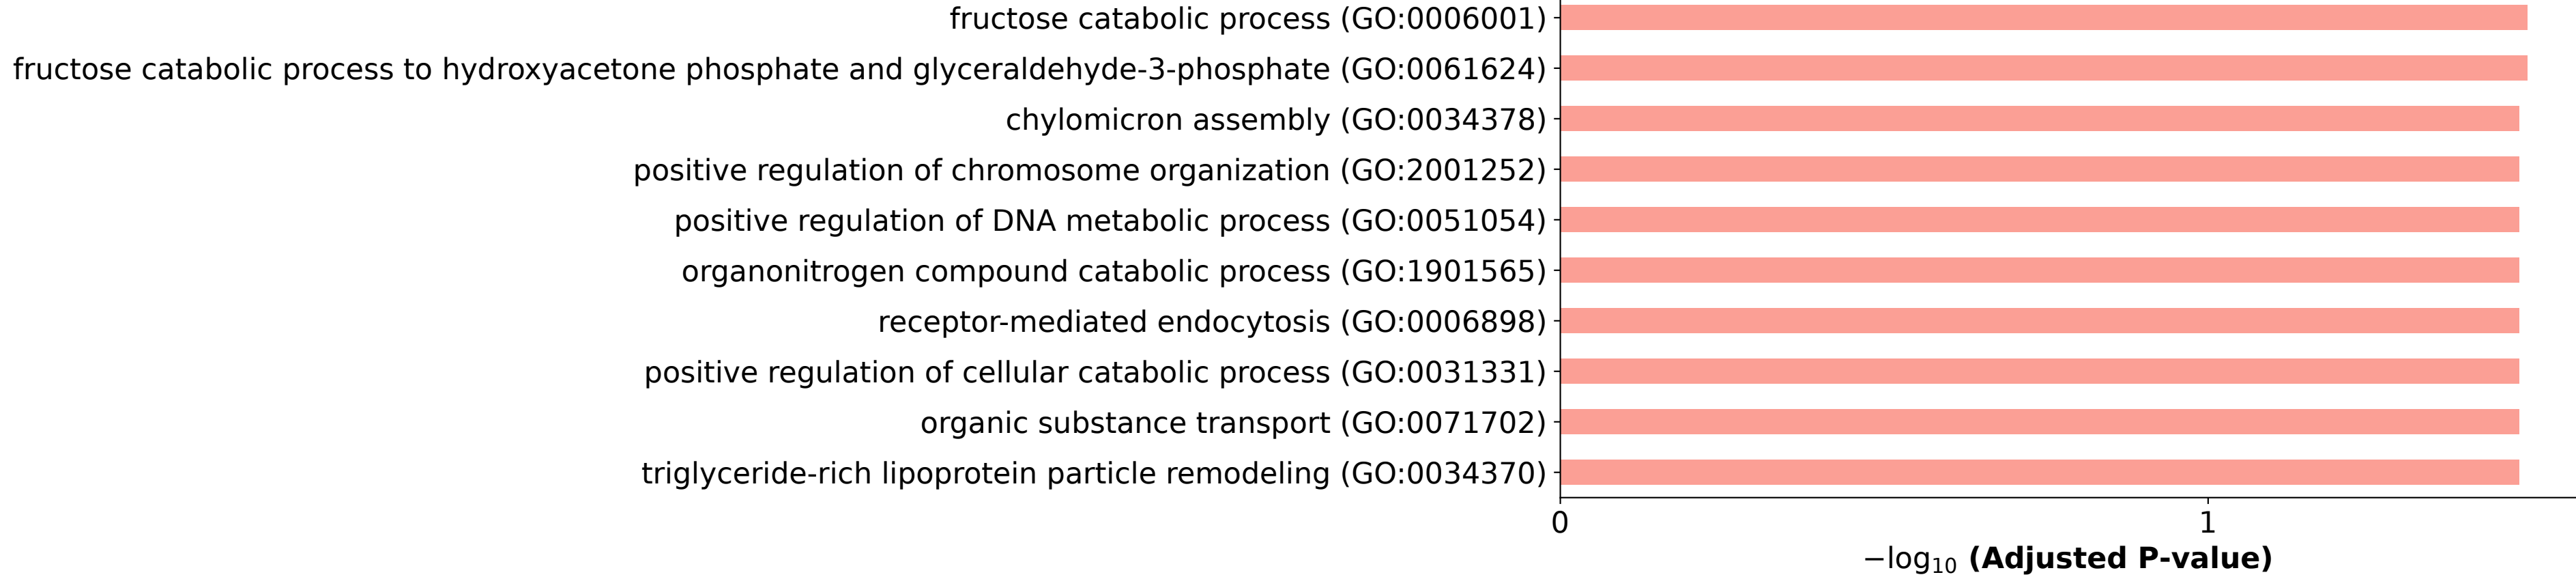 fructose catabolic process (GO:0006001)
fructose catabolic process to hydroxyacetone phosphate and glyceraldehyde-3-phosphate (GO:0061624)
chylomicron assembly (GO:0034378)
positive regulation of chromosome organization (GO:2001252)
positive regulation of DNA metabolic process (GO:0051054)
organonitrogen compound catabolic process (GO:1901565)
receptor-mediated endocytosis (GO:0006898)
positive regulation of cellular catabolic process (GO:0031331)
organic substance transport (GO:0071702)
triglyceride-rich lipoprotein particle remodeling (GO:0034370)
0 1
−log₁₀ (Adjusted P-value)